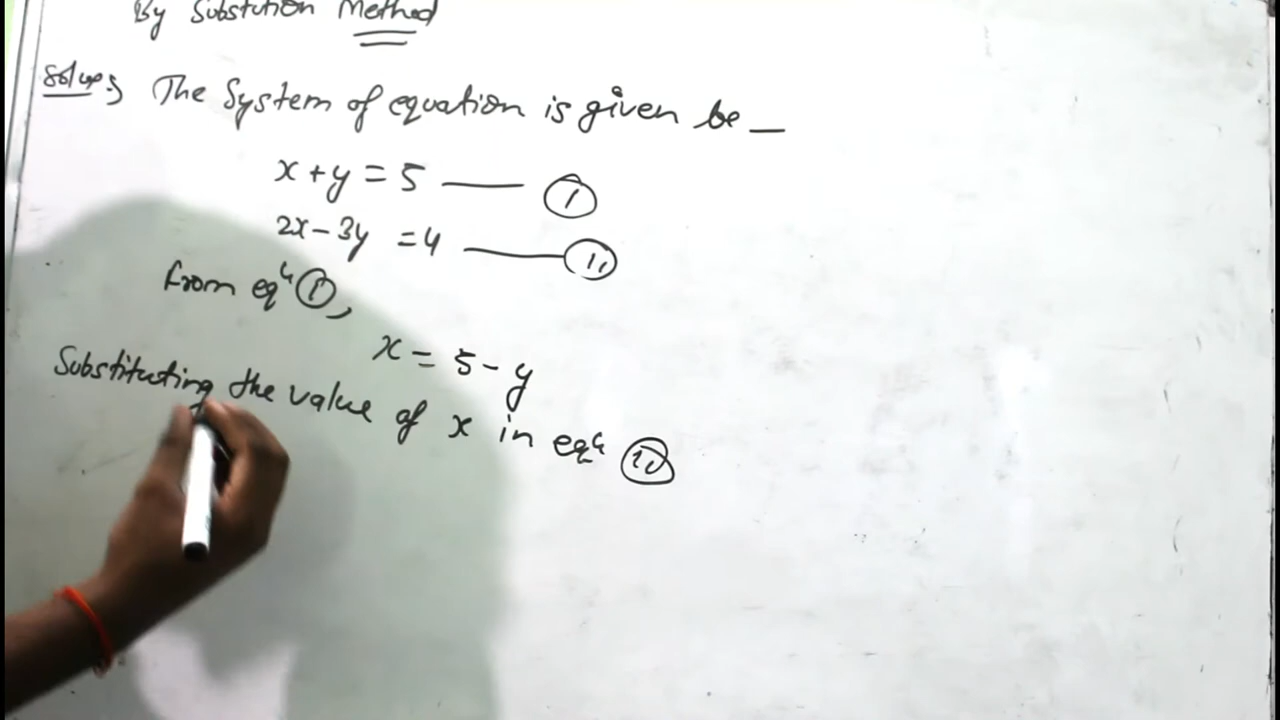 By Substution Method
Solve:) The System of equation is given be —
x + y = 5 —— (I)
2x - 3y = 4 —— (II)
from eqn (I),
x = 5 - y
Substituting the value of x in eqn (II)